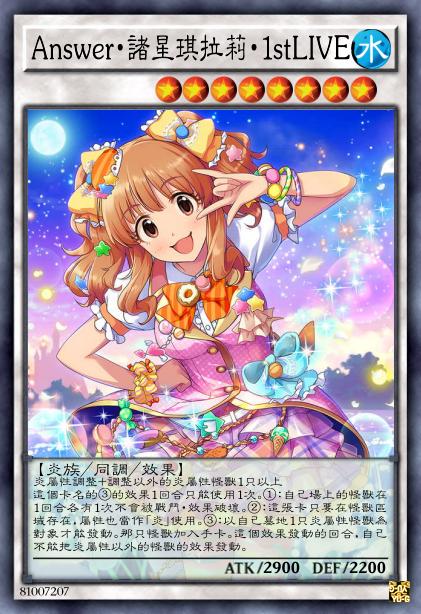 Answer・諸星琪拉莉・1stLIVE
水
【炎族/同調/效果】
炎屬性調整+調整以外的炎屬性怪獸1只以上
這個卡名的③的效果1回合只能使用1次。①：自己場上的怪獸在
1回合各有1次不會被戰鬥·效果破壞。②：這張卡只要在怪獸區
域存在，屬性也當作「炎」使用。③：以自己墓地1只炎屬性怪獸為
對象才能發動。那只怪獸加入手卡。這個效果發動的回合，自己
不能把炎屬性以外的怪獸的效果發動。
ATK/2900 DEF/2200
81007207